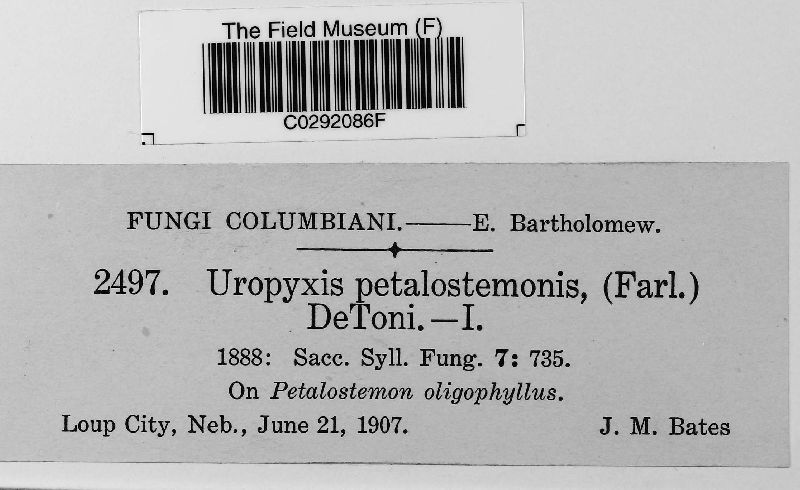 The Field Museum (F)
C0292086F
FUNGI COLUMBIANI.——E. Bartholomew.
2497. Uropyxis petalostemonis, (Farl.)
DeToni.—I.
1888: Sacc. Syll. Fung. 7: 735.
On Petalostemon oligophyllus.
Loup City, Neb., June 21, 1907. J. M. Bates